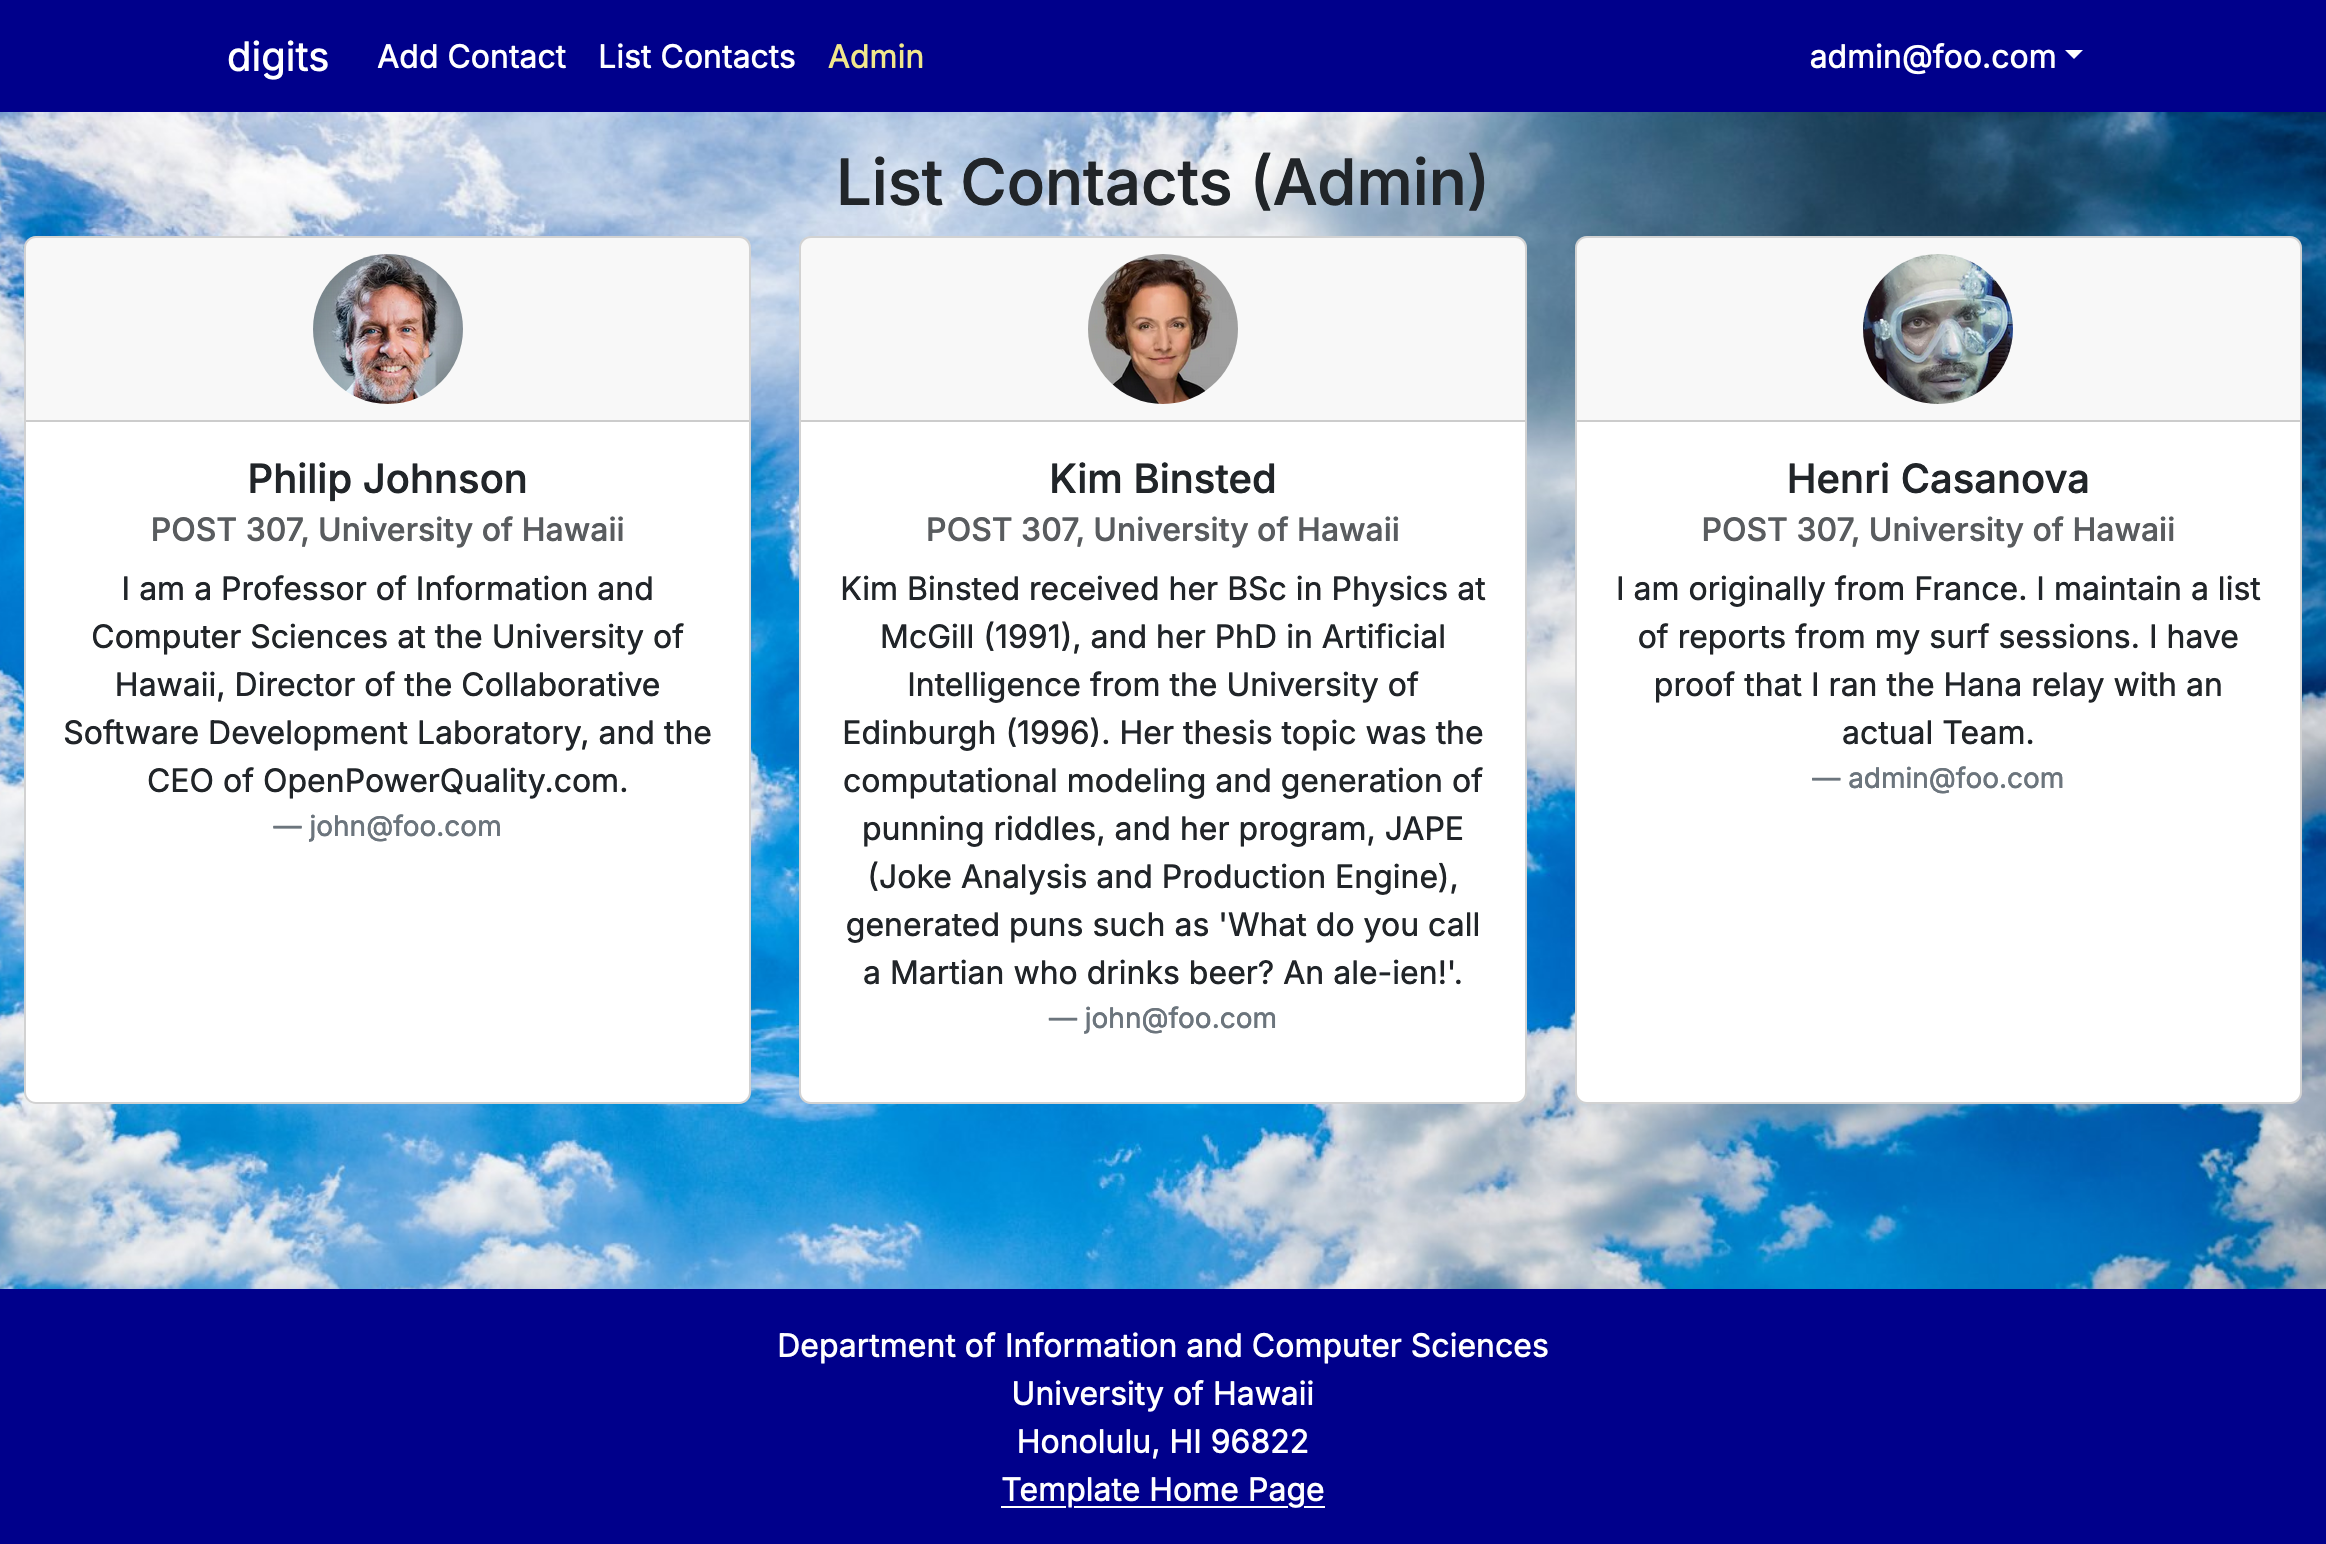 digits Add Contact List Contacts Admin admin@foo.com
List Contacts (Admin)
Philip Johnson
POST 307, University of Hawaii
I am a Professor of Information and
Computer Sciences at the University of
Hawaii, Director of the Collaborative
Software Development Laboratory, and the
CEO of OpenPowerQuality.com.
— john@foo.com
Kim Binsted
POST 307, University of Hawaii
Kim Binsted received her BSc in Physics at
McGill (1991), and her PhD in Artificial
Intelligence from the University of
Edinburgh (1996). Her thesis topic was the
computational modeling and generation of
punning riddles, and her program, JAPE
(Joke Analysis and Production Engine),
generated puns such as 'What do you call
a Martian who drinks beer? An ale-ien!'.
— john@foo.com
Henri Casanova
POST 307, University of Hawaii
I am originally from France. I maintain a list
of reports from my surf sessions. I have
proof that I ran the Hana relay with an
actual Team.
— admin@foo.com
Department of Information and Computer Sciences
University of Hawaii
Honolulu, HI 96822
Template Home Page